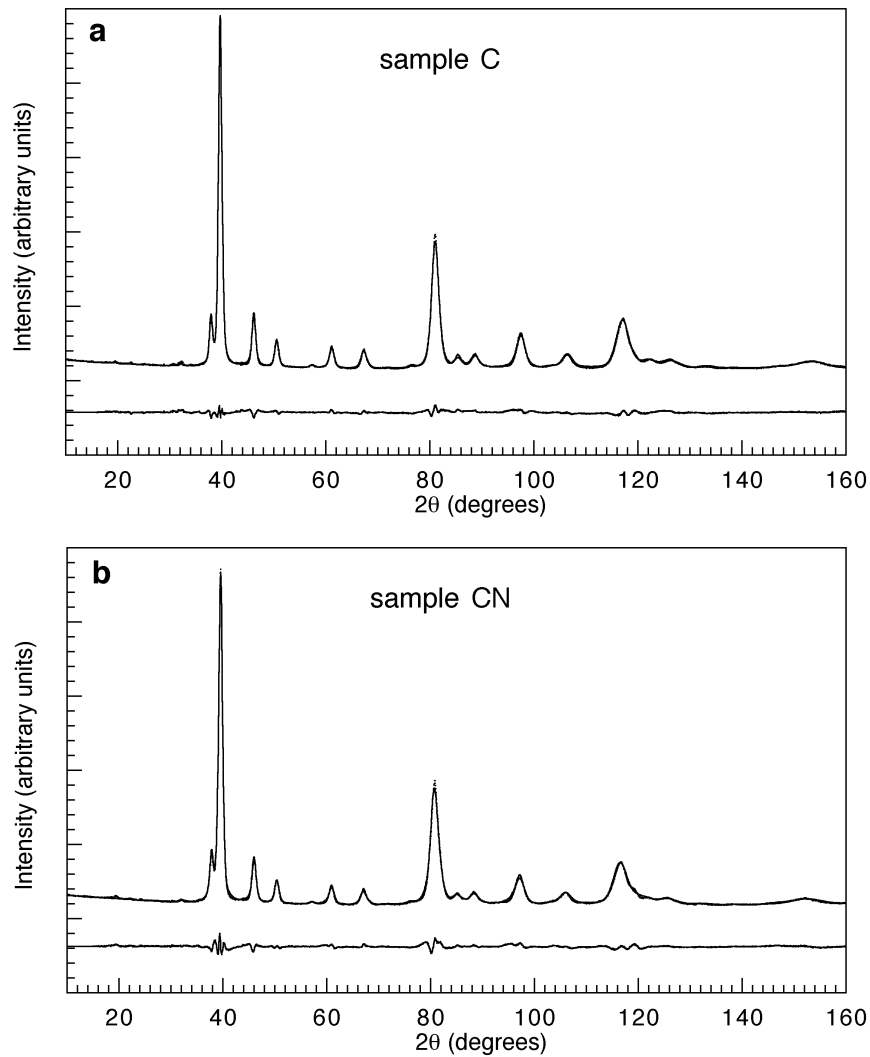 a
sample C
Intensity (arbitrary units)
20 40 60 80 100 120 140 160
2θ (degrees)
b
sample CN
Intensity (arbitrary units)
20 40 60 80 100 120 140 160
2θ (degrees)